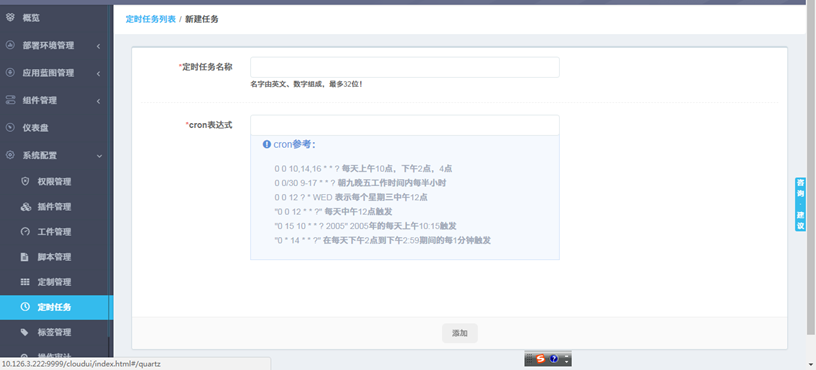 概览
部署环境管理
应用蓝图管理
组件管理
仪表盘
系统配置
权限管理
插件管理
工件管理
脚本管理
定制管理
定时任务
标签管理
操作审计
定时任务列表 / 新建任务
*定时任务名称
名字由英文、数字组成，最多32位！
*cron表达式
cron参考：
0 0 10,14,16 * * ? 每天上午10点，下午2点，4点
0 0/30 9-17 * * ? 朝九晚五工作时间内每半小时
0 0 12 ? * WED 表示每个星期三中午12点
"0 0 12 * * ?" 每天中午12点触发
"0 15 10 * * ? 2005" 2005年的每天上午10:15触发
"0 * 14 * * ?" 在每天下午2点到下午2:59期间的每1分钟触发
添加
咨询·建议
10.126.3.222:9999/cloudui/index.html#/quartz